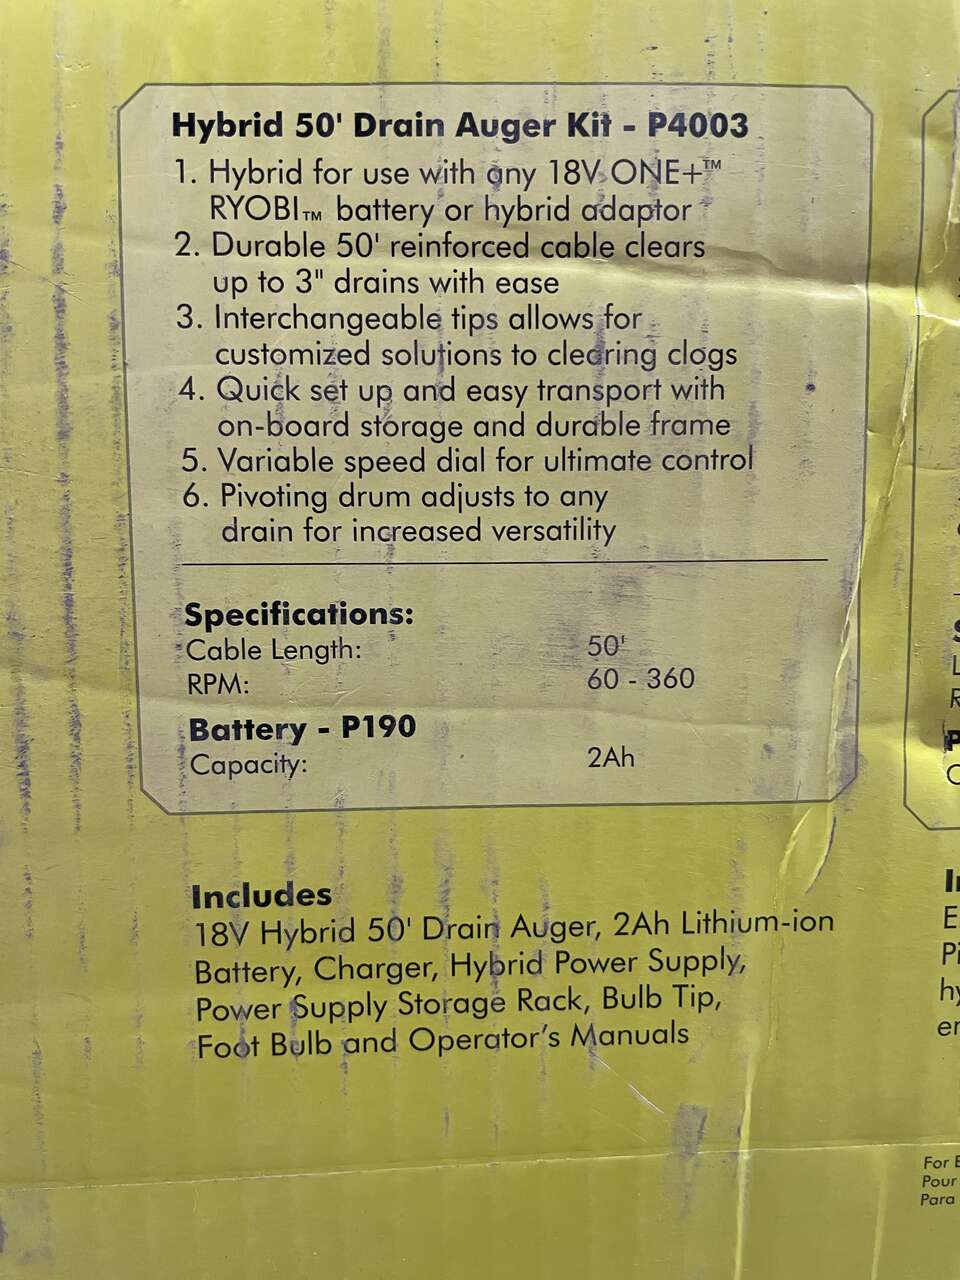 Hybrid 50' Drain Auger Kit - P4003
1. Hybrid for use with any 18V ONE+™
RYOBI™ battery or hybrid adaptor
2. Durable 50' reinforced cable clears
up to 3" drains with ease
3. Interchangeable tips allows for
customized solutions to clearing clogs
4. Quick set up and easy transport with
on-board storage and durable frame
5. Variable speed dial for ultimate control
6. Pivoting drum adjusts to any
drain for increased versatility
Specifications:
Cable Length: 50'
RPM: 60 - 360
Battery - P190
Capacity: 2Ah
Includes
18V Hybrid 50' Drain Auger, 2Ah Lithium-ion
Battery, Charger, Hybrid Power Supply,
Power Supply Storage Rack, Bulb Tip,
Foot Bulb and Operator's Manuals
For
Pour
Para